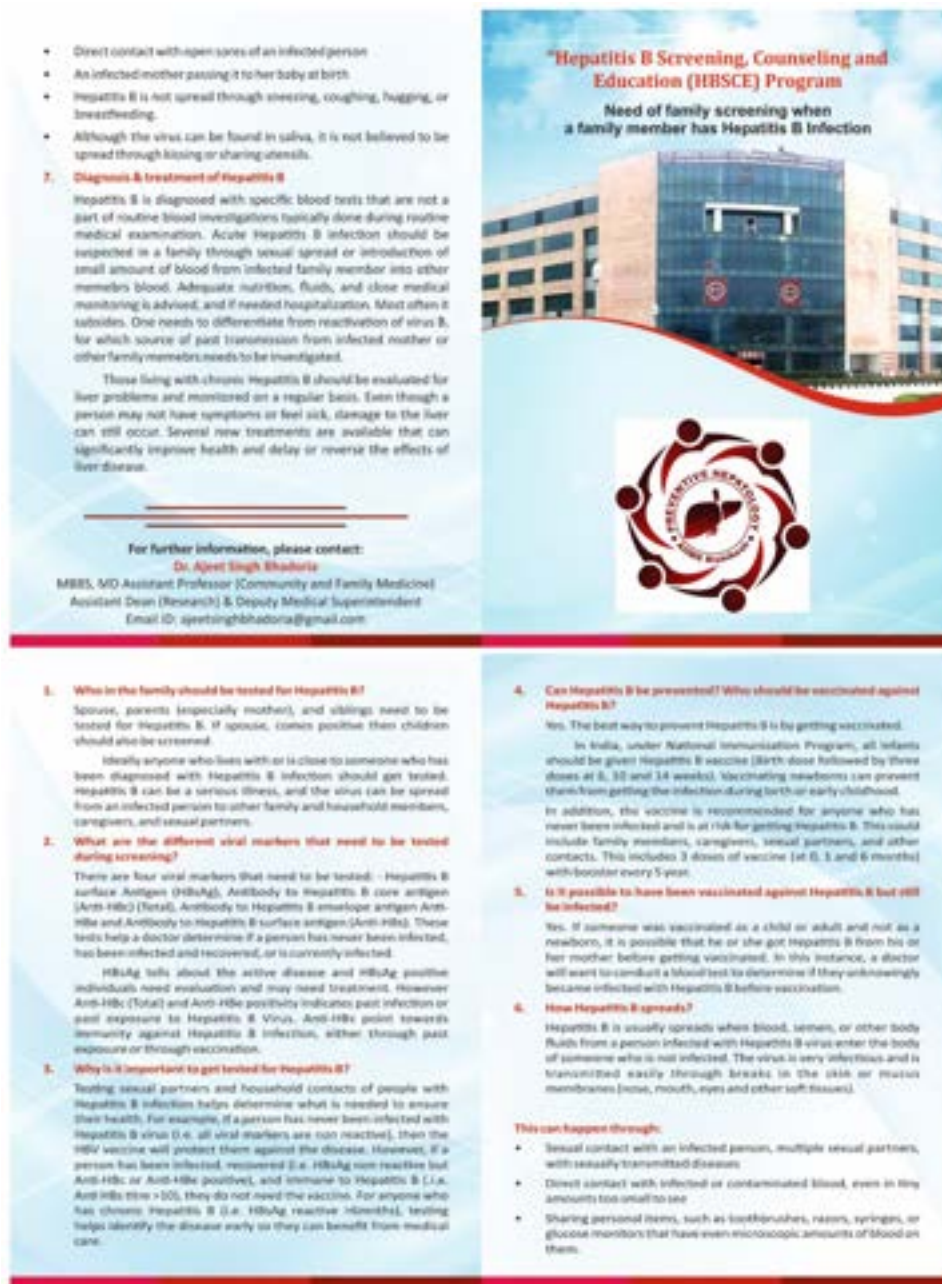 • Direct contact with open sores of an infected person
• An infected mother passing it to her baby at birth
• Hepatitis B is not spread through sneezing, coughing, hugging, or
breastfeeding.
• Although the virus can be found in saliva, it is not believed to be
spread through kissing or sharing utensils.
7. Diagnosis & treatment of Hepatitis B
Hepatitis B is diagnosed with specific blood tests that are not a
part of routine blood investigations typically done during routine
medical examination. Acute Hepatitis B infection should be
suspected in a family through sexual spread or introduction of
small amount of blood from infected family member into other
memebrs blood. Adequate nutrition, fluids, and close medical
monitoring is advised, and if needed hospitalization. Most often it
subsides. One needs to differentiate from reactivation of virus B,
for which source of past transmission from infected mother or
other family memebrs needs to be investigated.
Those living with chronic Hepatitis B should be evaluated for
liver problems and monitored on a regular basis. Even though a
person may not have symptoms or feel sick, damage to the liver
can still occur. Several new treatments are available that can
significantly improve health and delay or reverse the effects of
liver disease.
For further information, please contact:
Dr. Ajeet Singh Bhadoria
MBBS, MD Assistant Professor (Community and Family Medicine)
Assistant Dean (Research) & Deputy Medical Superintendent
Email ID: ajeetsinghbhadoria@gmail.com
"Hepatitis B Screening, Counseling and
Education (HBSCE) Program
Need of family screening when
a family member has Hepatitis B Infection
PREVENTIVE HEPATOLOGY
1. Who in the family should be tested for Hepatitis B?
Spouse, parents (especially mother), and siblings need to be
tested for Hepatitis B. If spouse, comes positive then children
should also be screened.
Ideally anyone who lives with or is close to someone who has
been diagnosed with Hepatitis B infection should get tested.
Hepatitis B can be a serious illness, and the virus can be spread
from an infected person to other family and household members,
caregivers, and sexual partners.
2. What are the different viral markers that need to be tested
during screening?
There are four viral markers that need to be tested: - Hepatitis B
surface Antigen (HBsAg), Antibody to Hepatitis B core antigen
(Anti-HBc) (Total), Antibody to Hepatitis B envelope antigen Anti-
HBe and Antibody to Hepatitis B surface antigen (Anti-HBs). These
tests help a doctor determine if a person has never been infected,
has been infected and recovered, or is currently infected.
HBsAg tells about the active disease and HBsAg positive
individuals need evaluation and may need treatment. However
Anti-HBc (Total) and Anti-HBe positivity indicates past infection or
past exposure to Hepatitis B Virus. Anti-HBs point towards
immunity against Hepatitis B infection, either through past
exposure or through vaccination.
3. Why is it important to get tested for Hepatitis B?
Testing sexual partners and household contacts of people with
Hepatitis B infection helps determine what is needed to ensure
their health. For example, if a person has never been infected with
Hepatitis B virus (i.e. all viral markers are non reactive), then the
HBV vaccine will protect them against the disease. However, if a
person has been infected, recovered (i.e. HBsAg non reactive but
Anti-HBc or Anti-HBe positive), and immune to Hepatitis B (.i.e.
Anti HBs titre >10), they do not need the vaccine. For anyone who
has chronic Hepatitis B (i.e. HBsAg reactive >6months), testing
helps identify the disease early so they can benefit from medical
care.
4. Can Hepatitis B be prevented? Who should be vaccinated against
Hepatitis B?
Yes. The best way to prevent Hepatitis B is by getting vaccinated.
In India, under National Immunization Program, all infants
should be given Hepatitis B vaccine (Birth dose followed by three
doses at 6, 10 and 14 weeks). Vaccinating newborns can prevent
them from getting the infection during birth or early childhood.
In addition, the vaccine is recommended for anyone who has
never been infected and is at risk for getting Hepatitis B. This could
include family members, caregivers, sexual partners, and other
contacts. This includes 3 doses of vaccine (at 0, 1 and 6 months)
with booster every 5 year.
5. Is it possible to have been vaccinated against Hepatitis B but still
be infected?
Yes. If someone was vaccinated as a child or adult and not as a
newborn, it is possible that he or she got Hepatitis B from his or
her mother before getting vaccinated. In this instance, a doctor
will want to conduct a blood test to determine if they unknowingly
became infected with Hepatitis B before vaccination.
6. How Hepatitis B spreads?
Hepatitis B is usually spreads when blood, semen, or other body
fluids from a person infected with Hepatitis B virus enter the body
of someone who is not infected. The virus is very infectious and is
transmitted easily through breaks in the skin or mucus
membranes (nose, mouth, eyes and other soft tissues).
This can happen through:
• Sexual contact with an infected person, multiple sexual partners,
with sexually transmitted diseases
• Direct contact with infected or contaminated blood, even in tiny
amounts too small to see
• Sharing personal items, such as toothbrushes, razors, syringes, or
glucose monitors that have even microscopic amounts of blood on
them.